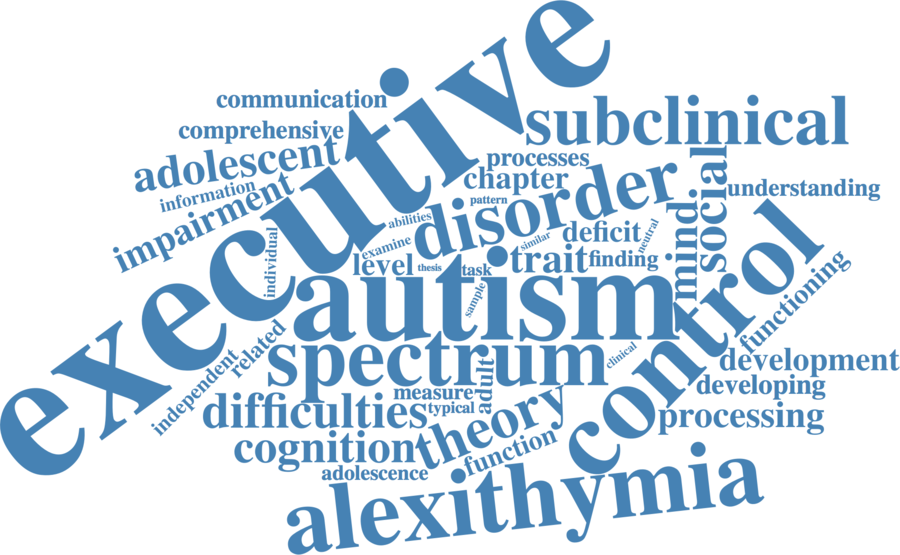 executive
communication
subclinical
comprehensive
adolescent
processes
chapter
information
impairment
disorder
social
understanding
pattern
abilities
mind
deficit
neutral
similar
examine
individual
level
thesis
task
trait
finding
control
functioning
autism
sample
related
independent
spectrum
clinical
development
developing
adult
measure
typical
difficulties
theory
processing
cognition
function
adolescence
alexithymia